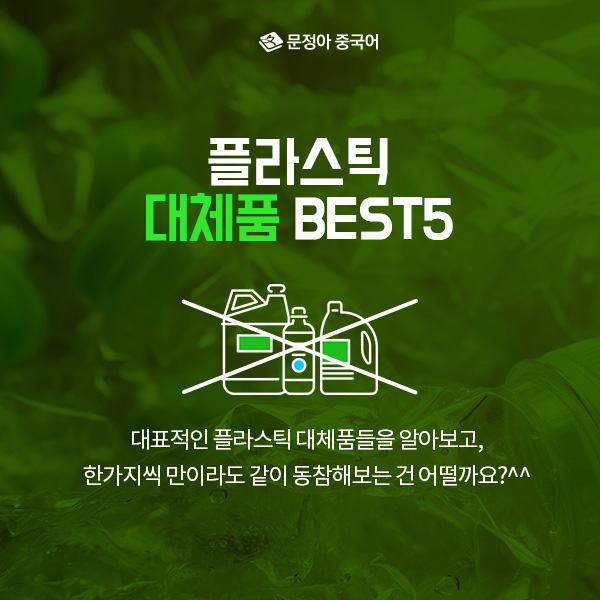 문정아 중국어
플라스틱
대체품 BEST5
대표적인 플라스틱 대체품들을 알아보고,
한가지씩 만이라도 같이 동참해보는 건 어떨까요?^^